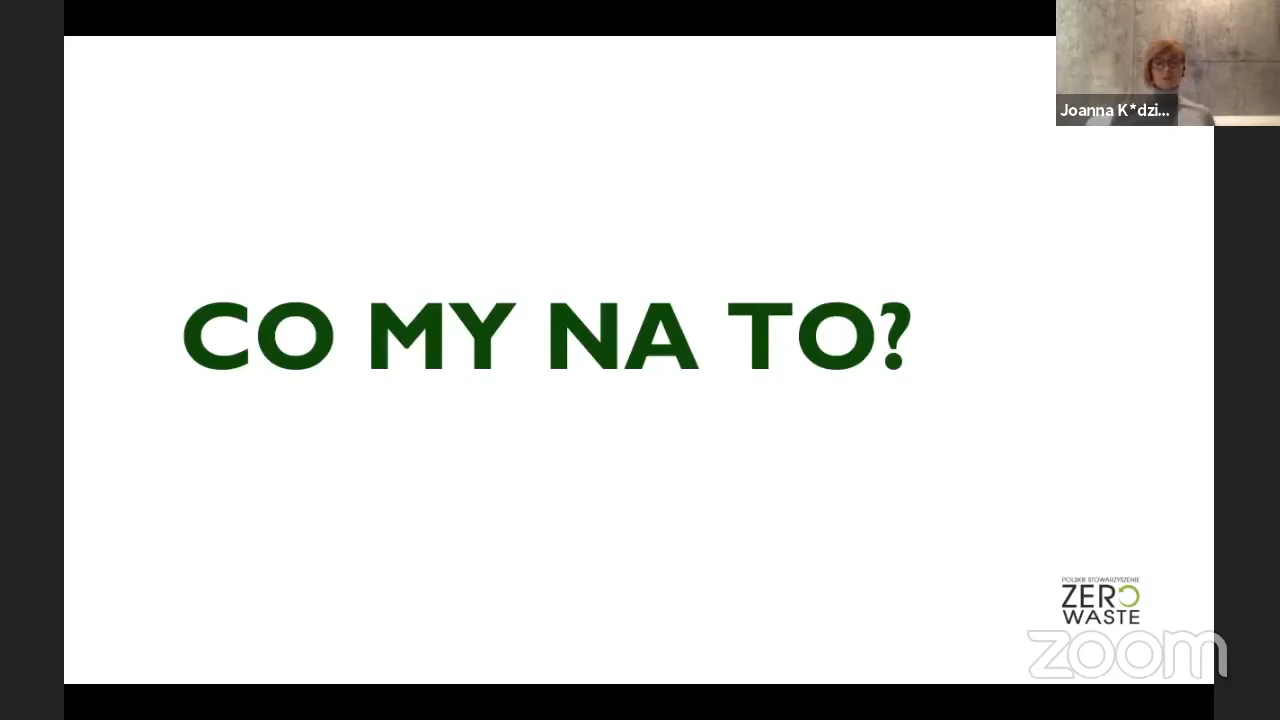 Joanna K*dzi...
CO MY NA TO?
POLSKIE STOWARZYSZENIE
ZERO
WASTE
zoom